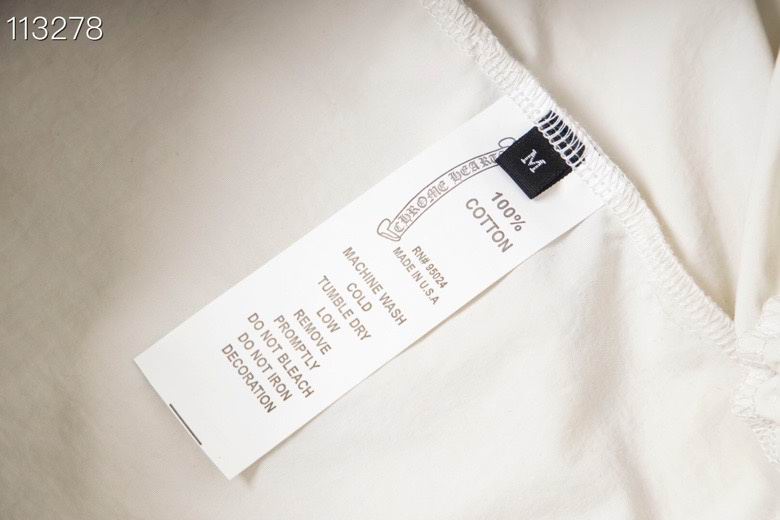 113278
M
CHROME HEARTS
100%
COTTON
RN# 95024
MADE IN U.S.A
MACHINE WASH
COLD
TUMBLE DRY
LOW
REMOVE
PROMPTLY
DO NOT BLEACH
DO NOT IRON
DECORATION